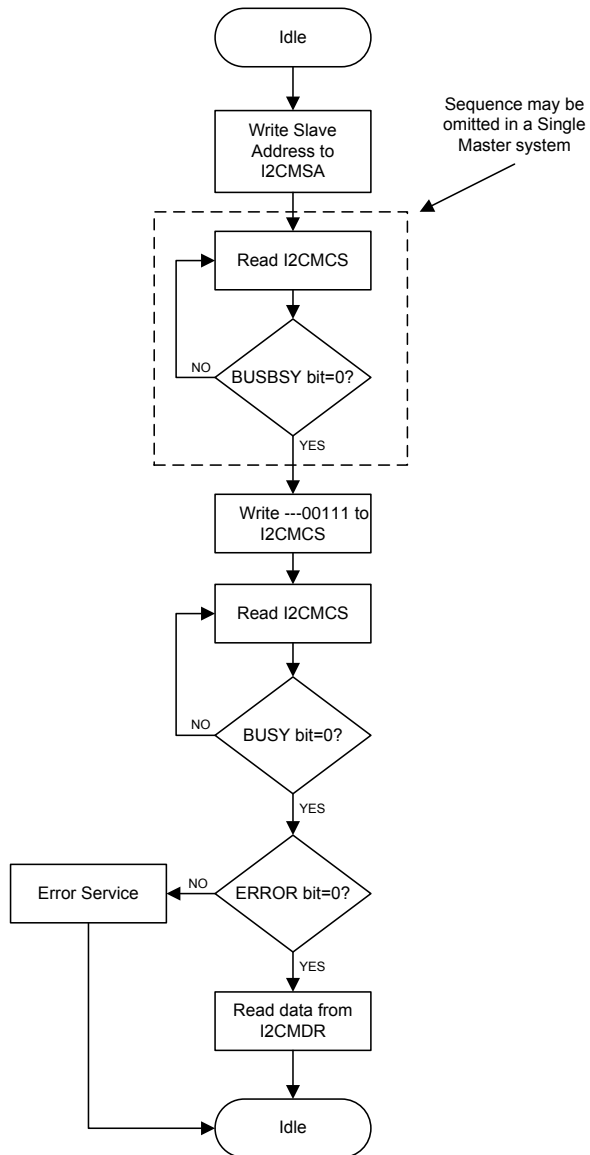 Idle
Write Slave
Address to
I2CMSA
Sequence may be
omitted in a Single
Master system
Read I2CMCS
NO
BUSBSY bit=0?
YES
Write ---00111 to
I2CMCS
Read I2CMCS
NO
BUSY bit=0?
YES
Error Service
NO
ERROR bit=0?
YES
Read data from
I2CMDR
Idle